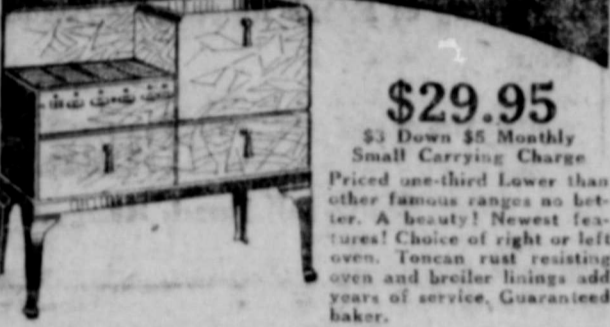 $29.95
$3 Down $5 Monthly
Small Carrying Charge
Priced one-third Lower than
other famous ranges no bet-
ter. A beauty! Newest fea-
tures! Choice of right or left
oven. Toncan rust resisting
oven and broiler linings add
years of service. Guaranteed
baker.